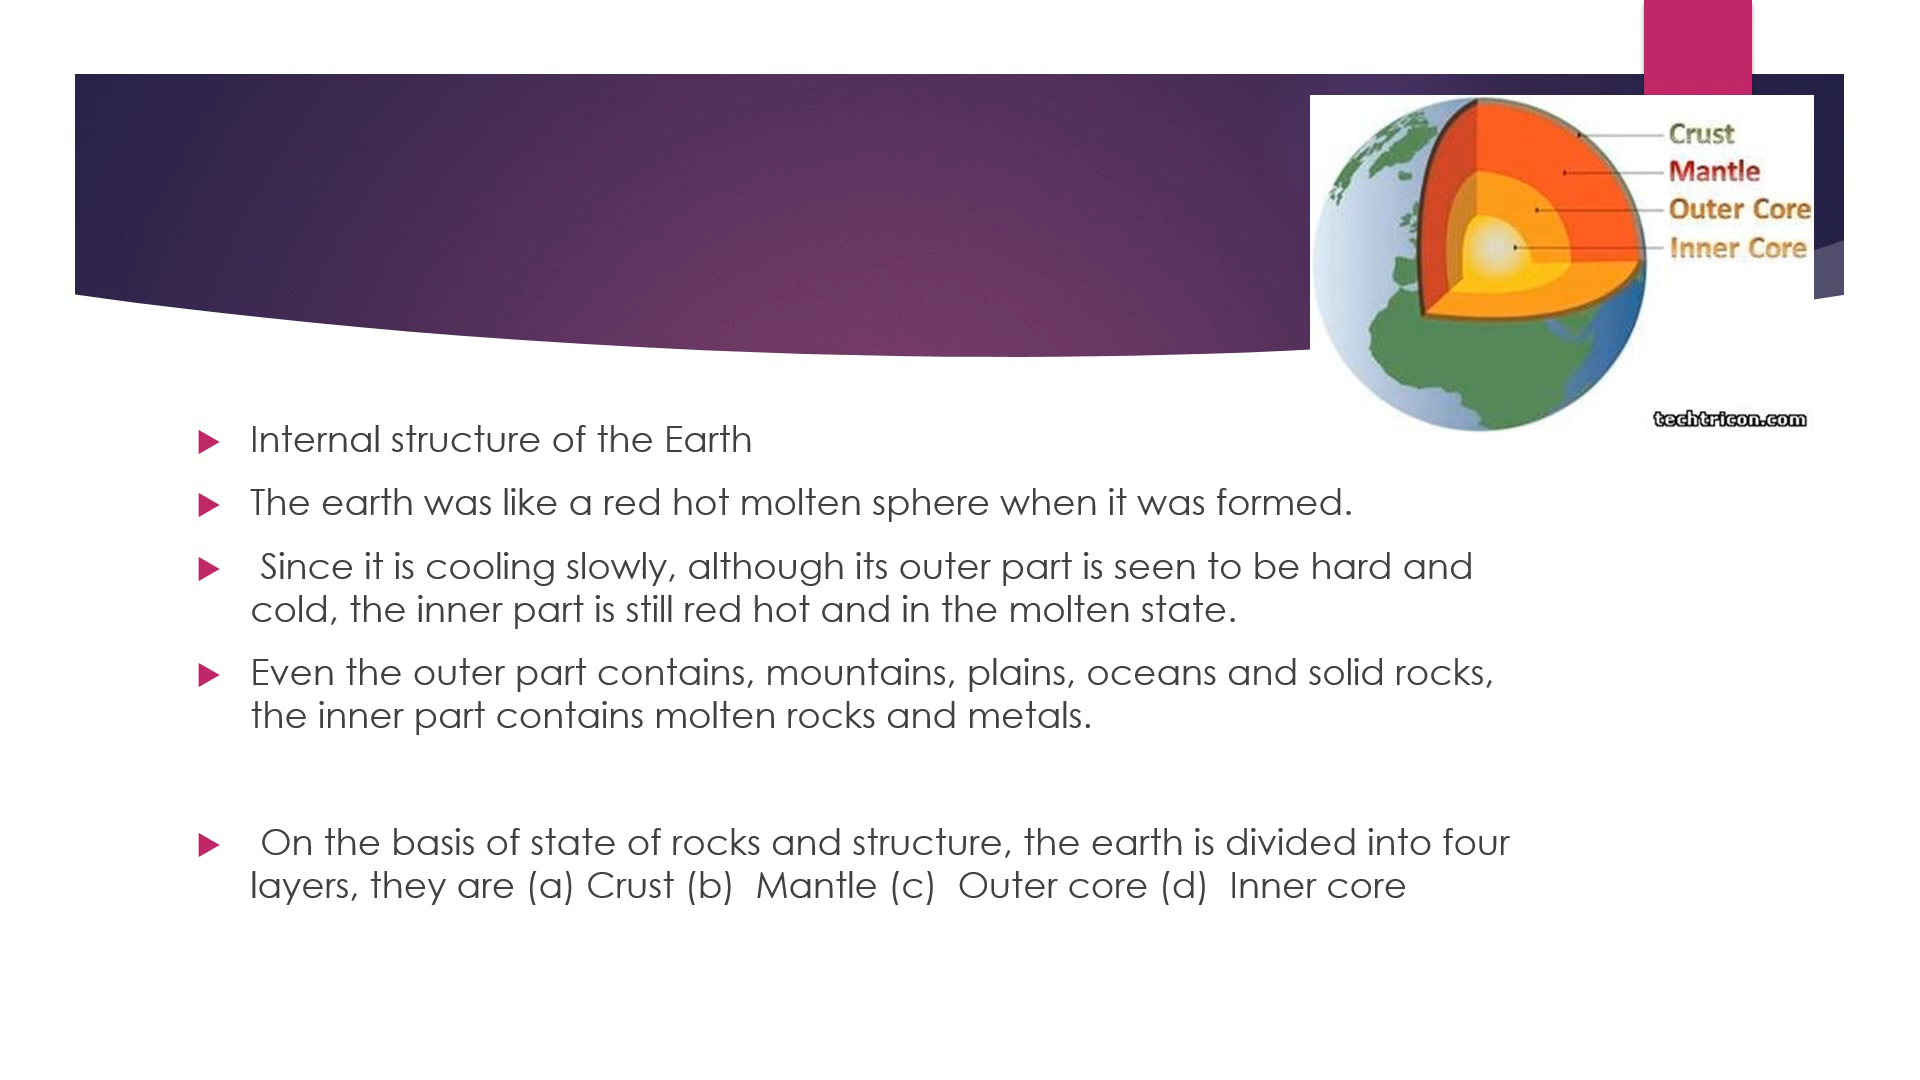 Crust
Mantle
Outer Core
Inner Core
techtricon.com
Internal structure of the Earth
The earth was like a red hot molten sphere when it was formed.
Since it is cooling slowly, although its outer part is seen to be hard and
cold, the inner part is still red hot and in the molten state.
Even the outer part contains, mountains, plains, oceans and solid rocks,
the inner part contains molten rocks and metals.
On the basis of state of rocks and structure, the earth is divided into four
layers, they are (a) Crust (b)  Mantle (c)  Outer core (d)  Inner core